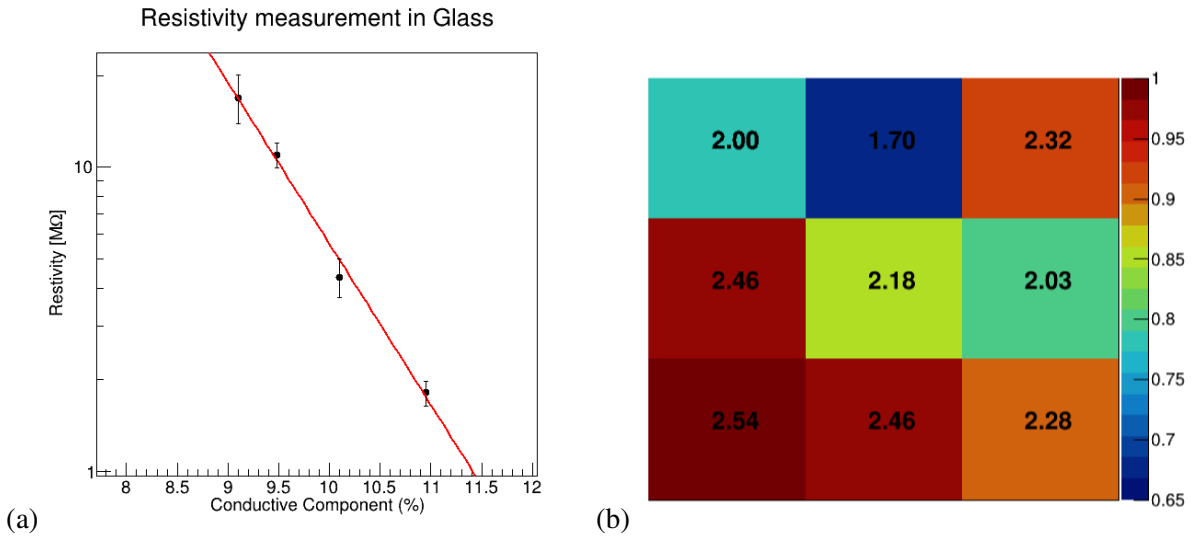 Resistivity measurement in Glass
10
1
Restivity [MΩ]
8 8.5 9 9.5 10 10.5 11 11.5 12
Conductive Component (%)
(a)
2.00 1.70 2.32
2.46 2.18 2.03
2.54 2.46 2.28
1
0.95
0.9
0.85
0.8
0.75
0.7
0.65
(b)